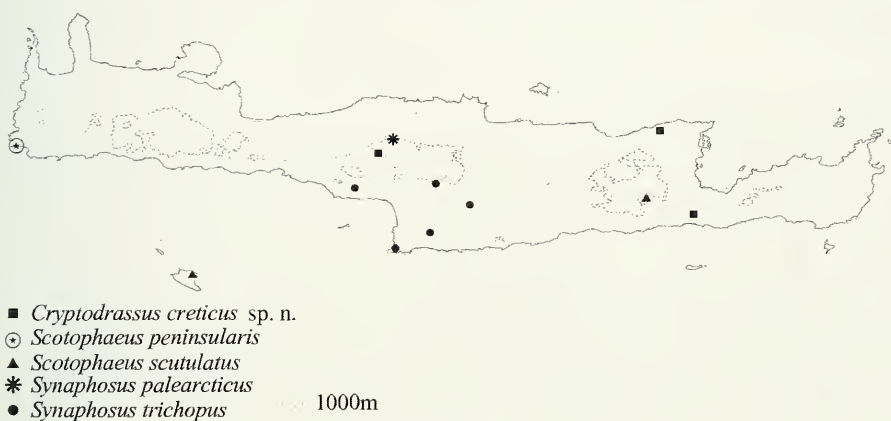 Cryptodrassus creticus sp. n.
Scotophaeus peninsularis
Scotophaeus scutulatus
Synaphosus palearcticus
Synaphosus trichopus
1000m